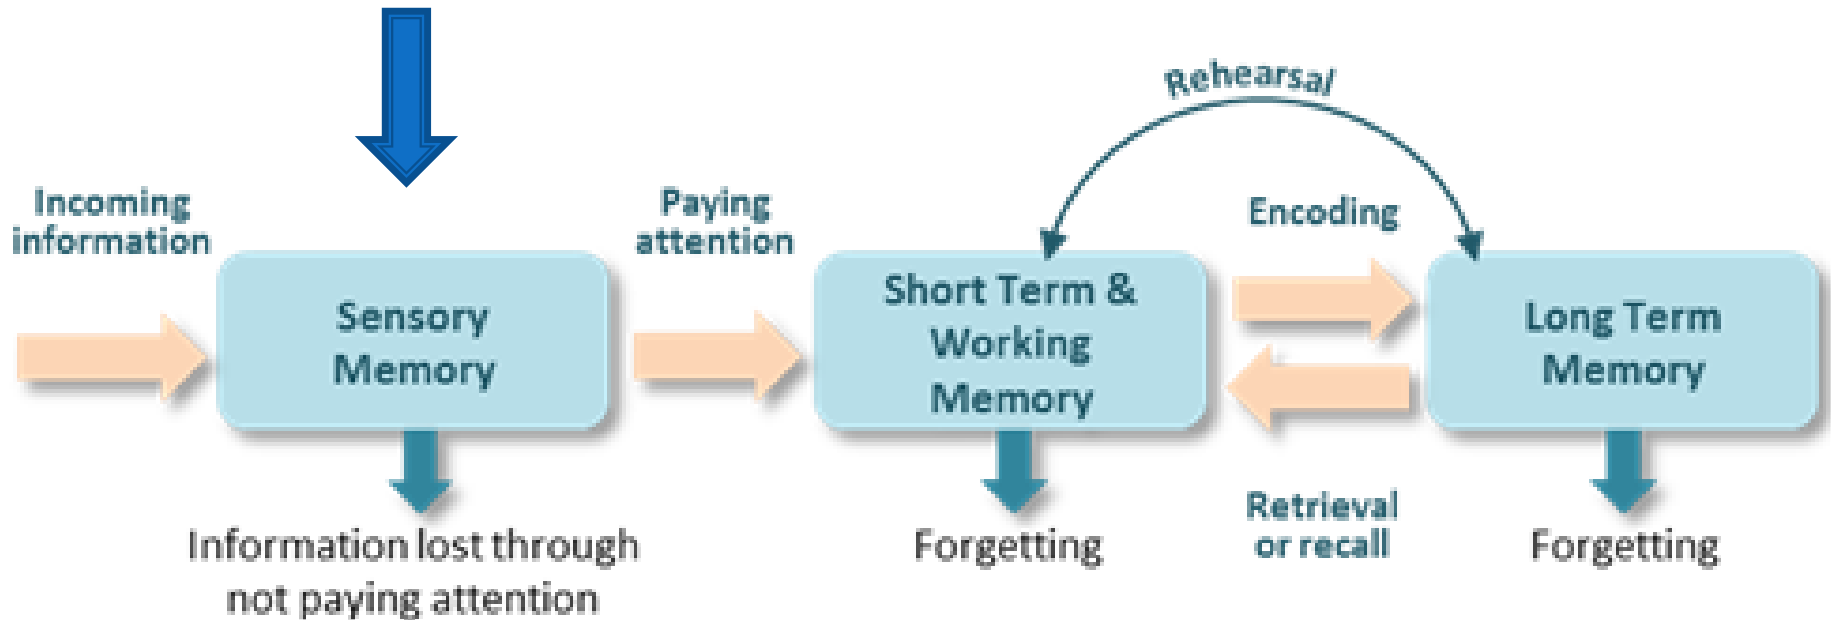 Rehearsal
Incoming
information
Paying
attention
Encoding
Sensory
Memory
Short Term &
Working
Memory
Long Term
Memory
Information lost through
not paying attention
Forgetting
Retrieval
or recall
Forgetting